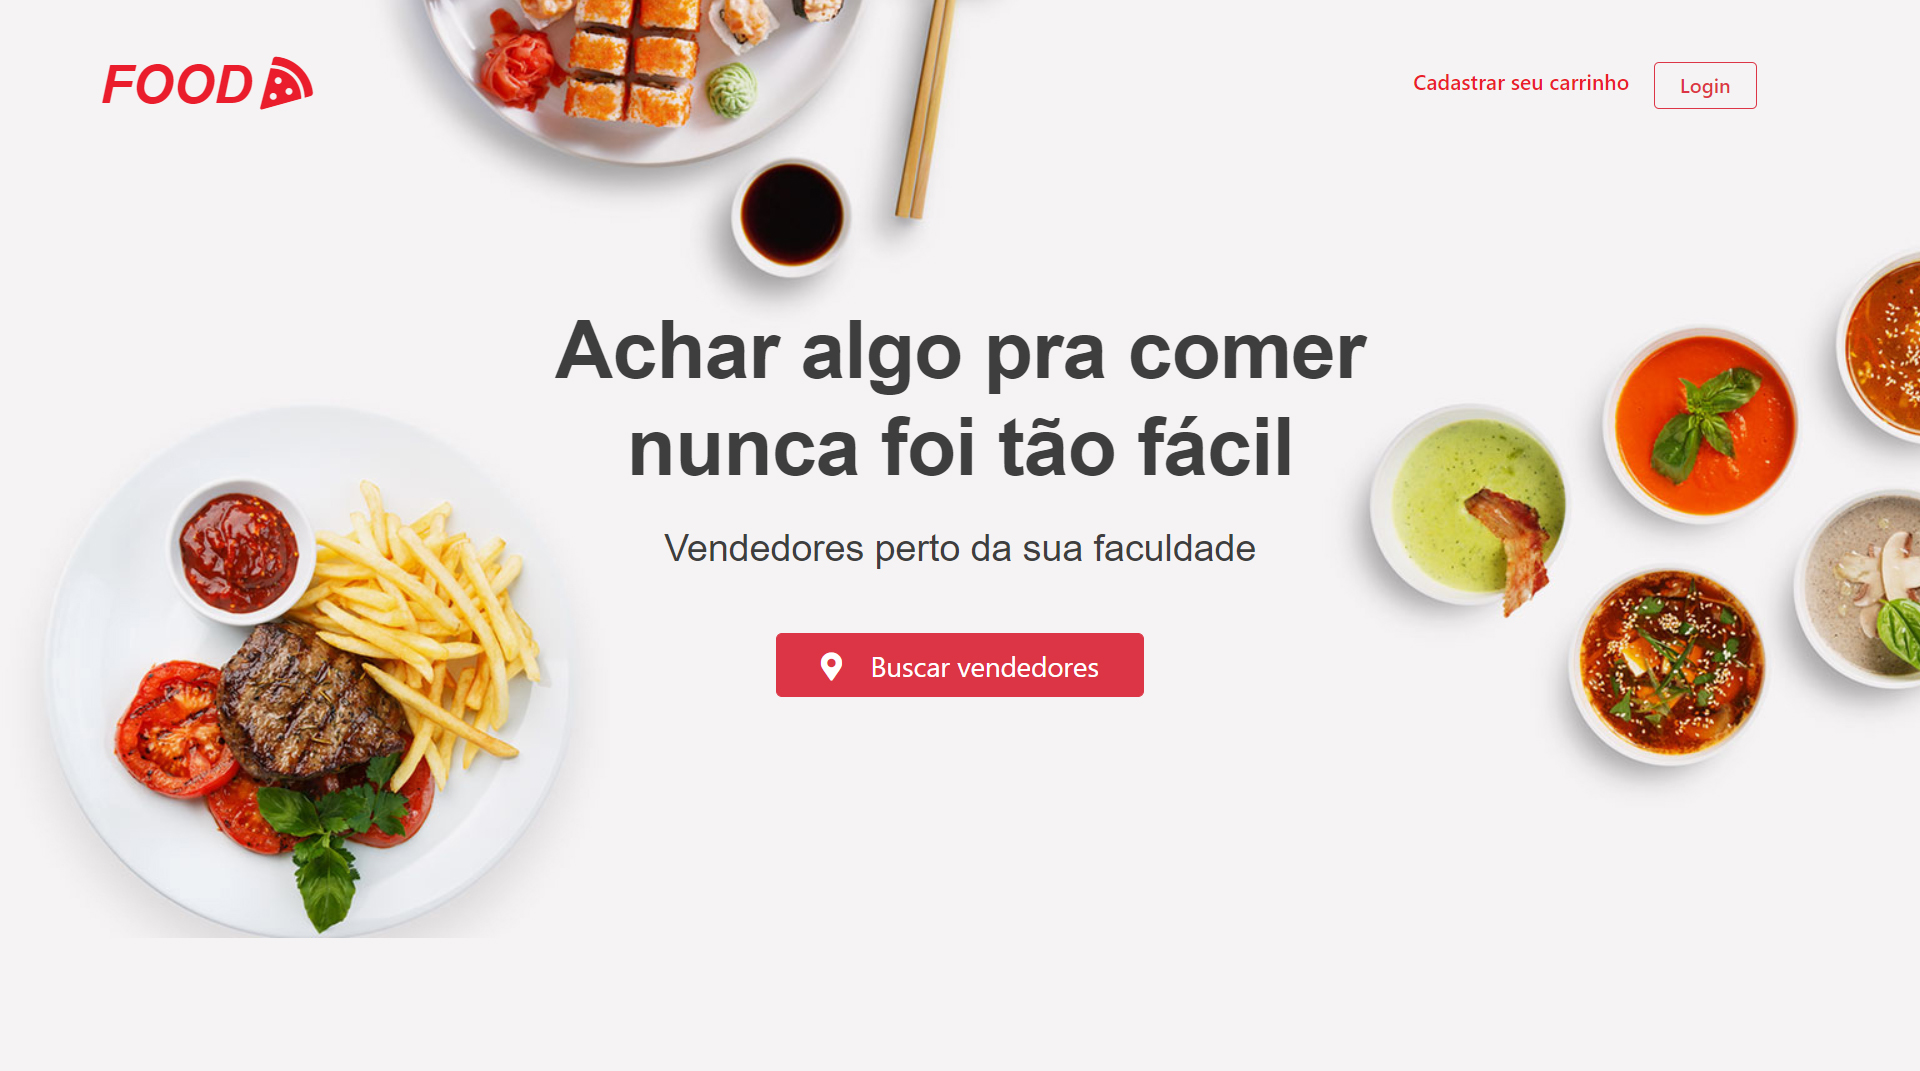 FOOD
Cadastrar seu carrinho
Login
Achar algo pra comer
nunca foi tão fácil
Vendedores perto da sua faculdade
Buscar vendedores